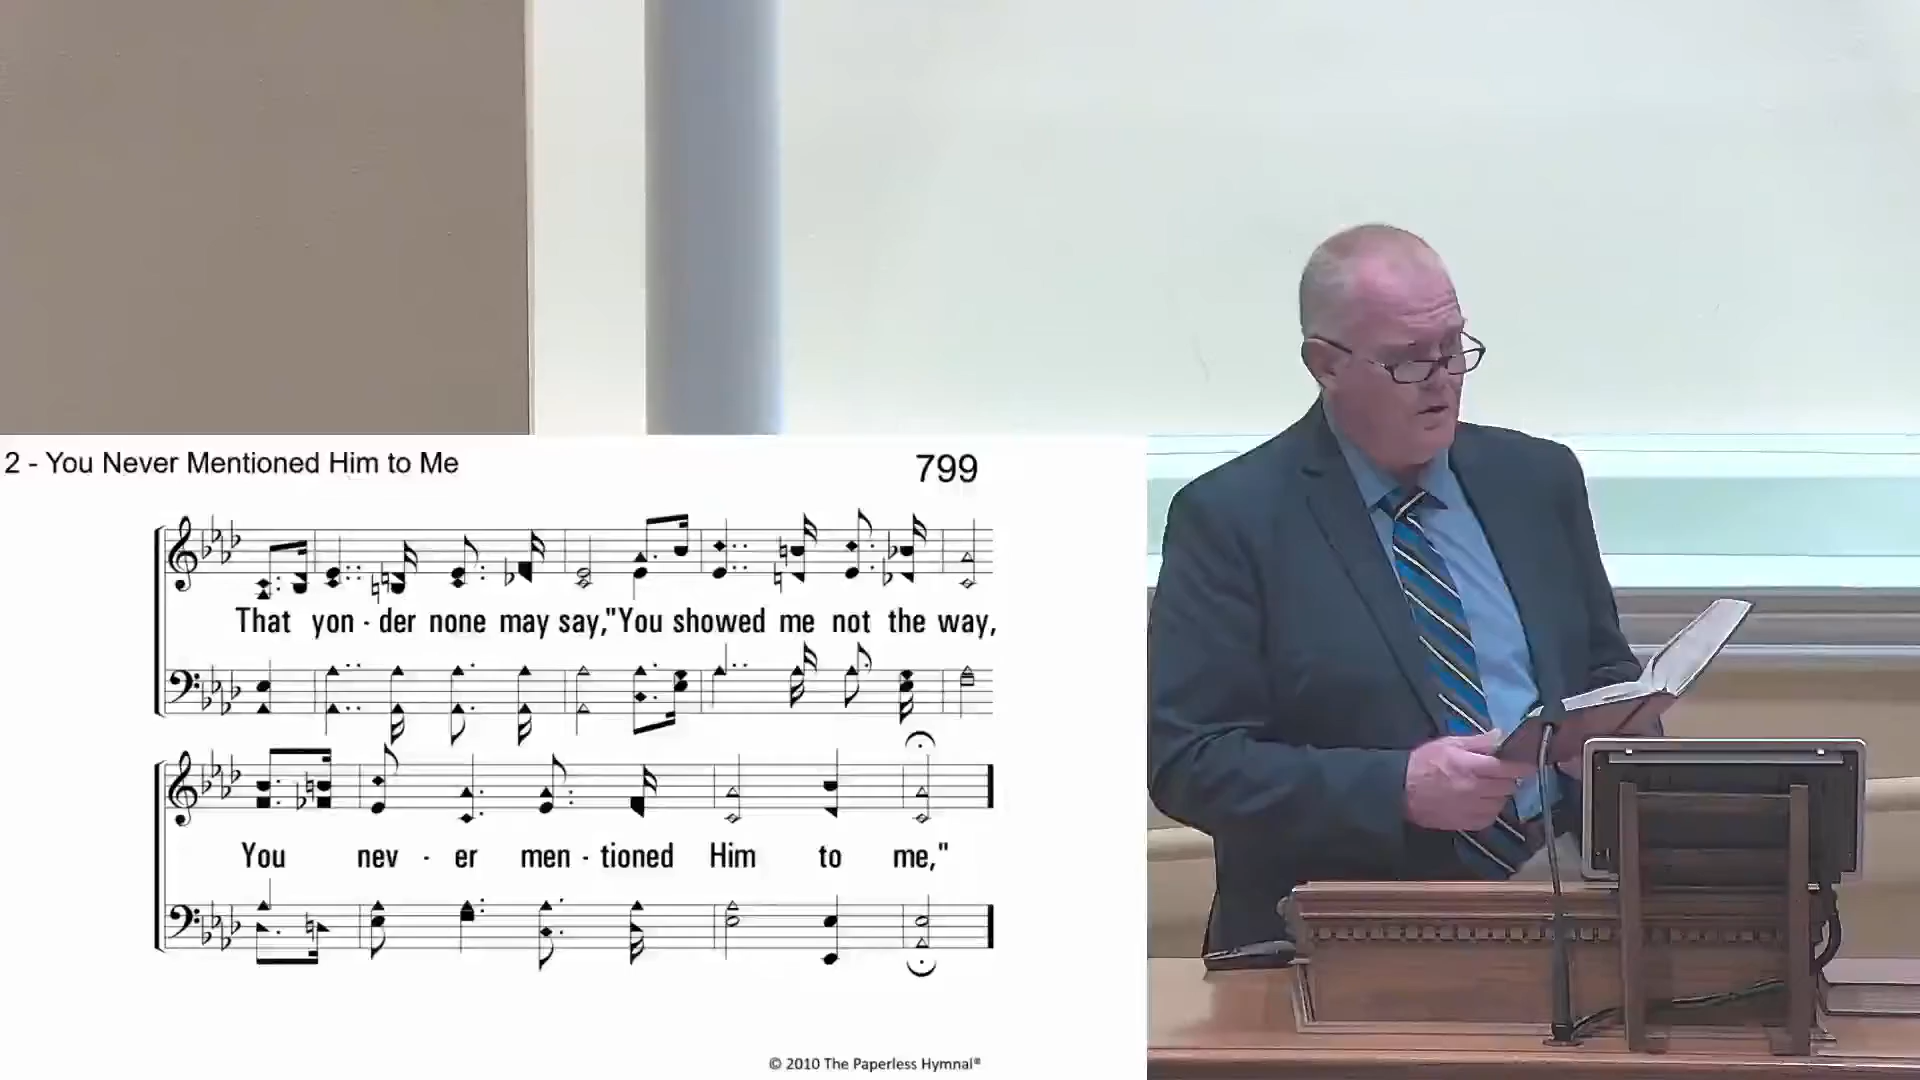 2 - You Never Mentioned Him to Me
799
That yon - der none may say,"You showed me not the way,
You nev - er men - tioned Him to me,"
© 2010 The Paperless Hymnal®